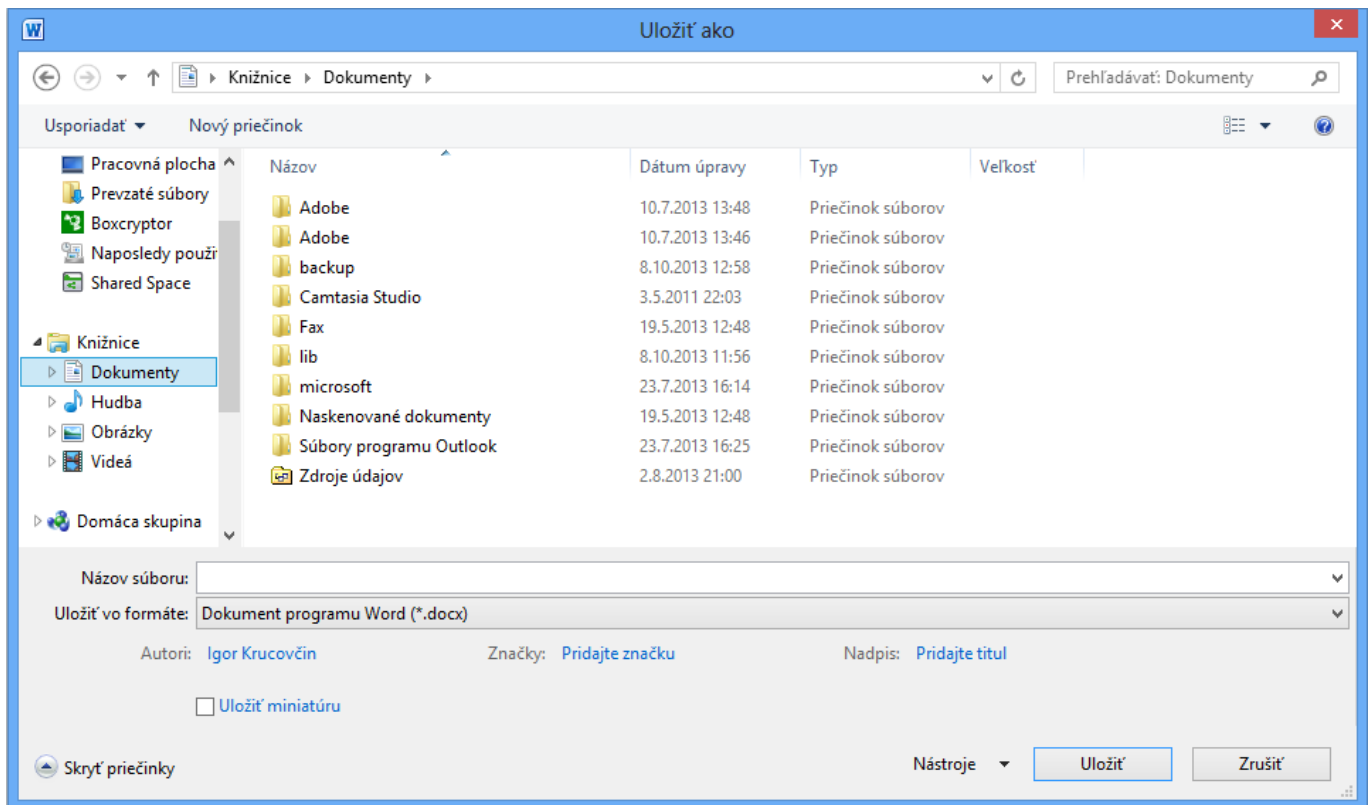 Uložiť ako
Knižnice Dokumenty
Prehľadávať: Dokumenty
Usporiadať Nový priečinok
Pracovná plocha
Prevzaté súbory
Boxcryptor
Naposledy použi
Shared Space
Knižnice
Dokumenty
Hudba
Obrázky
Videá
Domáca skupina
Názov Dátum úpravy Typ Veľkosť
Adobe 10.7.2013 13:48 Priečinok súborov
Adobe 10.7.2013 13:46 Priečinok súborov
backup 8.10.2013 12:58 Priečinok súborov
Camtasia Studio 3.5.2011 22:03 Priečinok súborov
Fax 19.5.2013 12:48 Priečinok súborov
lib 8.10.2013 11:56 Priečinok súborov
microsoft 23.7.2013 16:14 Priečinok súborov
Naskenované dokumenty 19.5.2013 12:48 Priečinok súborov
Súbory programu Outlook 23.7.2013 16:25 Priečinok súborov
Zdroje údajov 2.8.2013 21:00 Priečinok súborov
Názov súboru:
Uložiť vo formáte: Dokument programu Word (*.docx)
Autori: Igor Krucovčin Značky: Pridajte značku Nadpis: Pridajte titul
Uložiť miniatúru
Skryť priečinky Nástroje Uložiť Zrušiť